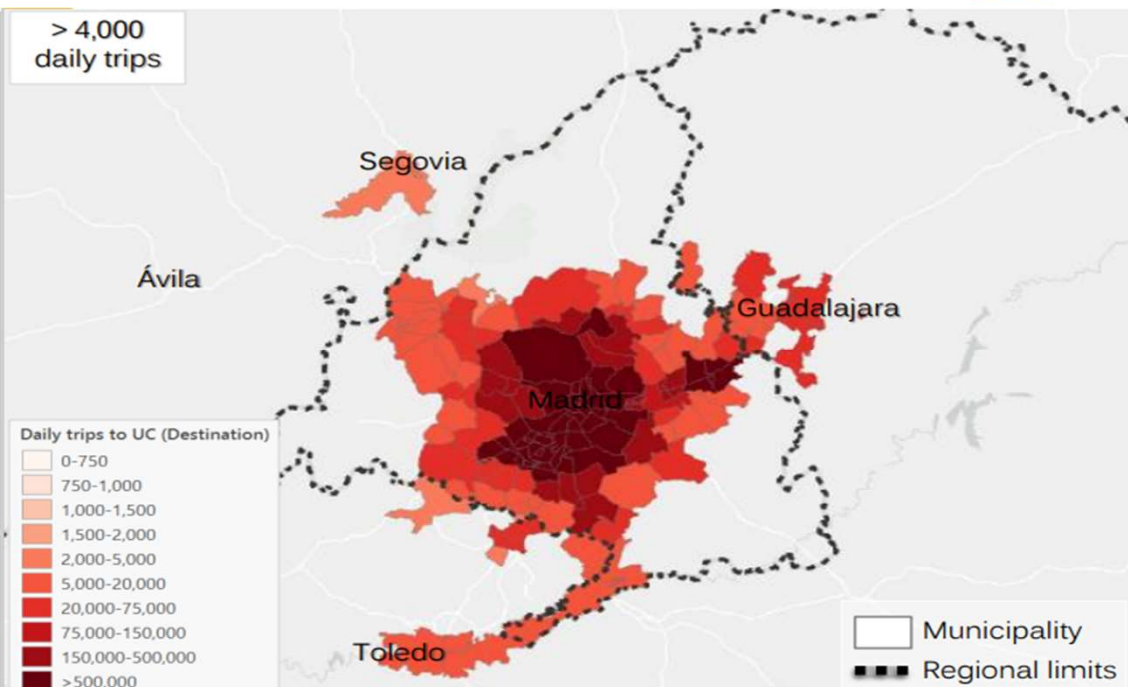 > 4,000
daily trips
Segovia
Ávila
Guadalajara
Madrid
Daily trips to UC (Destination)
0-750
750-1,000
1,000-1,500
1,500-2,000
2,000-5,000
5,000-20,000
20,000-75,000
75,000-150,000
150,000-500,000
>500,000
Toledo
Municipality
Regional limits